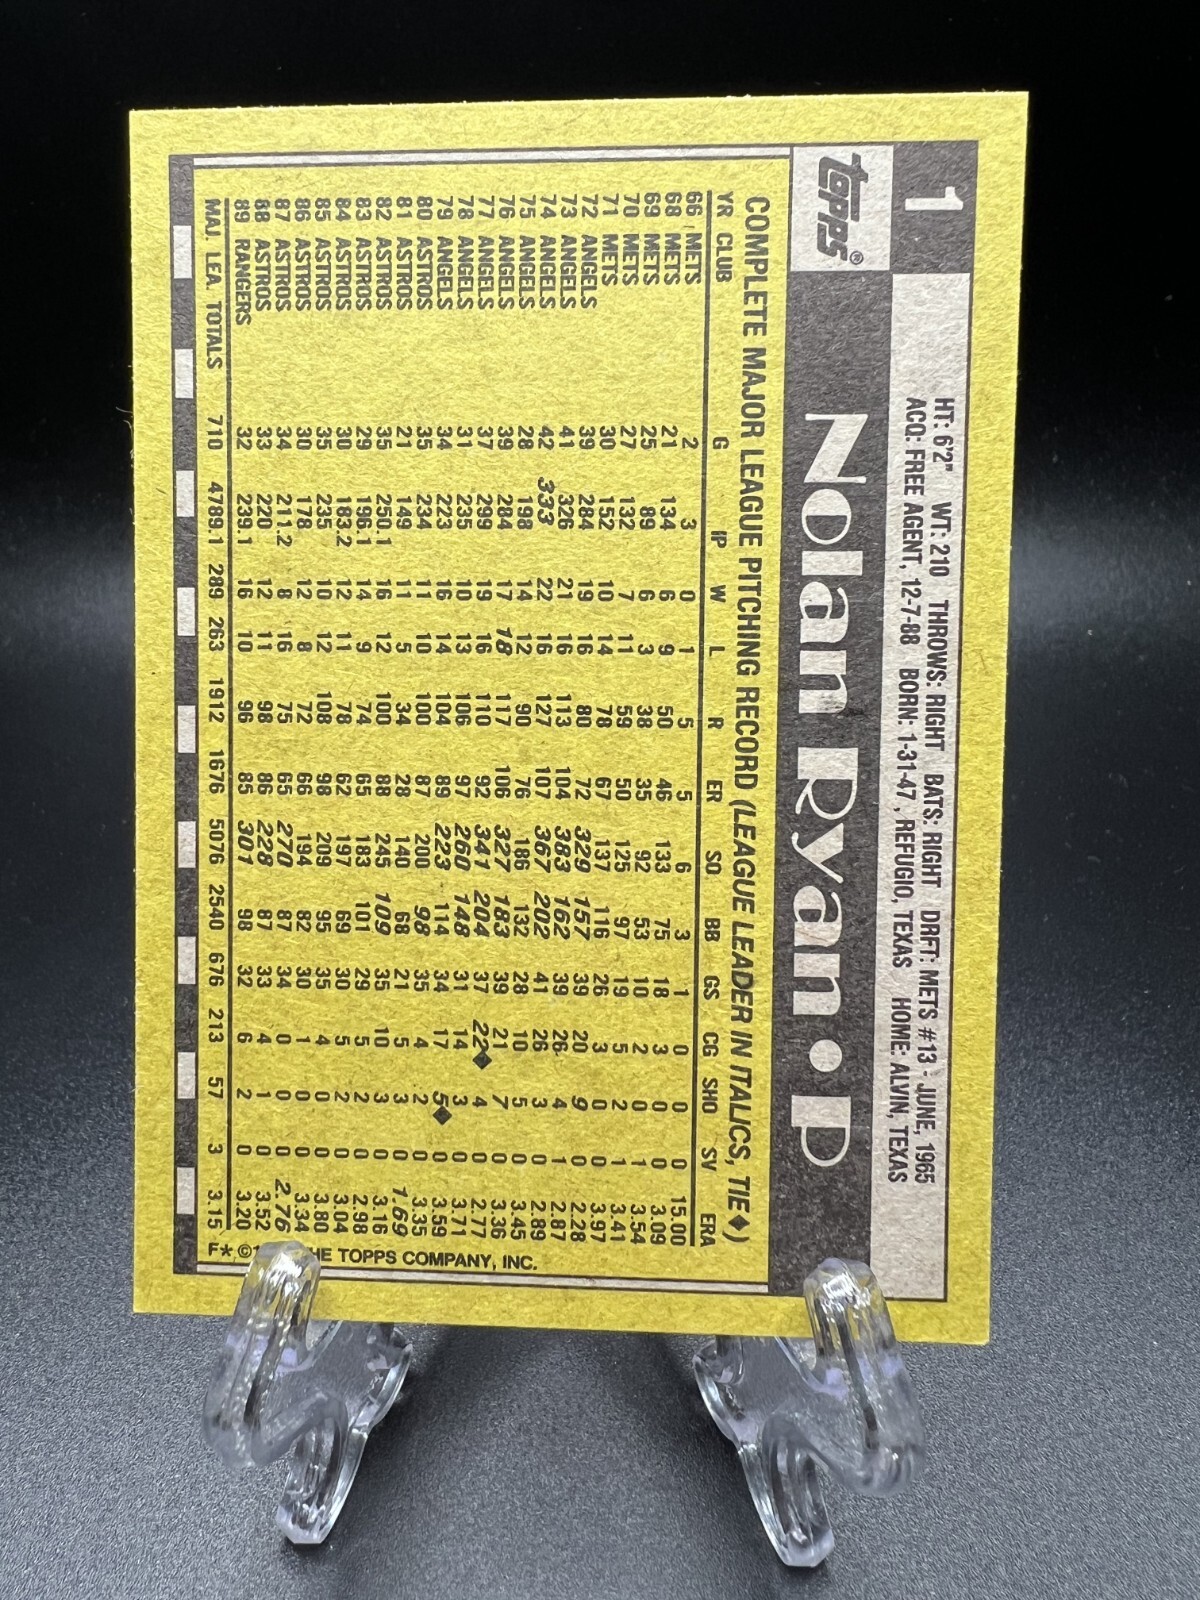 1
HT: 6'2" WT: 210 THROWS: RIGHT BATS: RIGHT DRFT: METS #13 - JUNE, 1965
ACQ: FREE AGENT, 12-7-88 BORN: 1-31-47, REFUGIO, TEXAS HOME: ALVIN, TEXAS
TOPPS®
Nolan Ryan • P
COMPLETE MAJOR LEAGUE PITCHING RECORD (LEAGUE LEADER IN ITALICS, TIE♦)
YR CLUB G IP W L R ER SO BB GS CG SHO SV ERA
66 METS 2 3 0 1 5 5 6 3 1 0 0 0 15.00
68 METS 21 134 6 9 50 46 133 75 18 3 0 0 3.09
69 METS 25 89 6 3 38 35 92 53 10 2 0 1 3.54
70 METS 27 132 7 11 59 50 125 97 19 5 2 1 3.41
71 METS 30 152 10 14 78 67 137 116 26 3 0 0 3.97
72 ANGELS 39 284 19 16 80 72 329 157 39 20 9 0 2.28
73 ANGELS 41 326 21 16 113 104 383 162 39 26 4 1 2.87
74 ANGELS 42 333 22 16 127 107 367 202 41 26 3 0 2.89
75 ANGELS 28 198 14 12 90 76 186 132 28 10 5 0 3.45
76 ANGELS 39 284 17 18 117 106 327 183 39 21 7 0 3.36
77 ANGELS 37 299 19 16 110 92 341 204 37 22♦ 4 0 2.77
78 ANGELS 31 235 10 13 106 97 260 148 31 14 3 0 3.71
79 ANGELS 34 223 16 14 104 89 223 114 34 17 5♦ 0 3.59
80 ASTROS 35 234 11 10 100 87 200 98 35 4 2 0 3.35
81 ASTROS 21 149 11 5 34 28 140 68 21 5 3 0 1.69
82 ASTROS 35 250.1 16 12 100 88 245 109 35 10 3 0 3.16
83 ASTROS 29 196.1 14 9 74 65 183 101 29 5 2 0 2.98
84 ASTROS 30 183.2 12 11 78 62 197 69 30 5 2 0 3.04
85 ASTROS 35 235 10 12 108 98 209 95 35 4 0 0 3.80
86 ASTROS 30 178 12 8 72 66 194 82 30 1 0 0 3.34
87 ASTROS 34 211.2 8 16 75 65 270 87 34 0 0 0 2.76
88 ASTROS 33 220 12 11 98 86 228 87 33 4 1 0 3.52
89 RANGERS 32 239.1 16 10 96 85 301 98 32 6 2 0 3.20
MAJ. LEA. TOTALS 710 4789.1 289 263 1912 1676 5076 2540 676 213 57 3 3.15
F* © THE TOPPS COMPANY, INC.